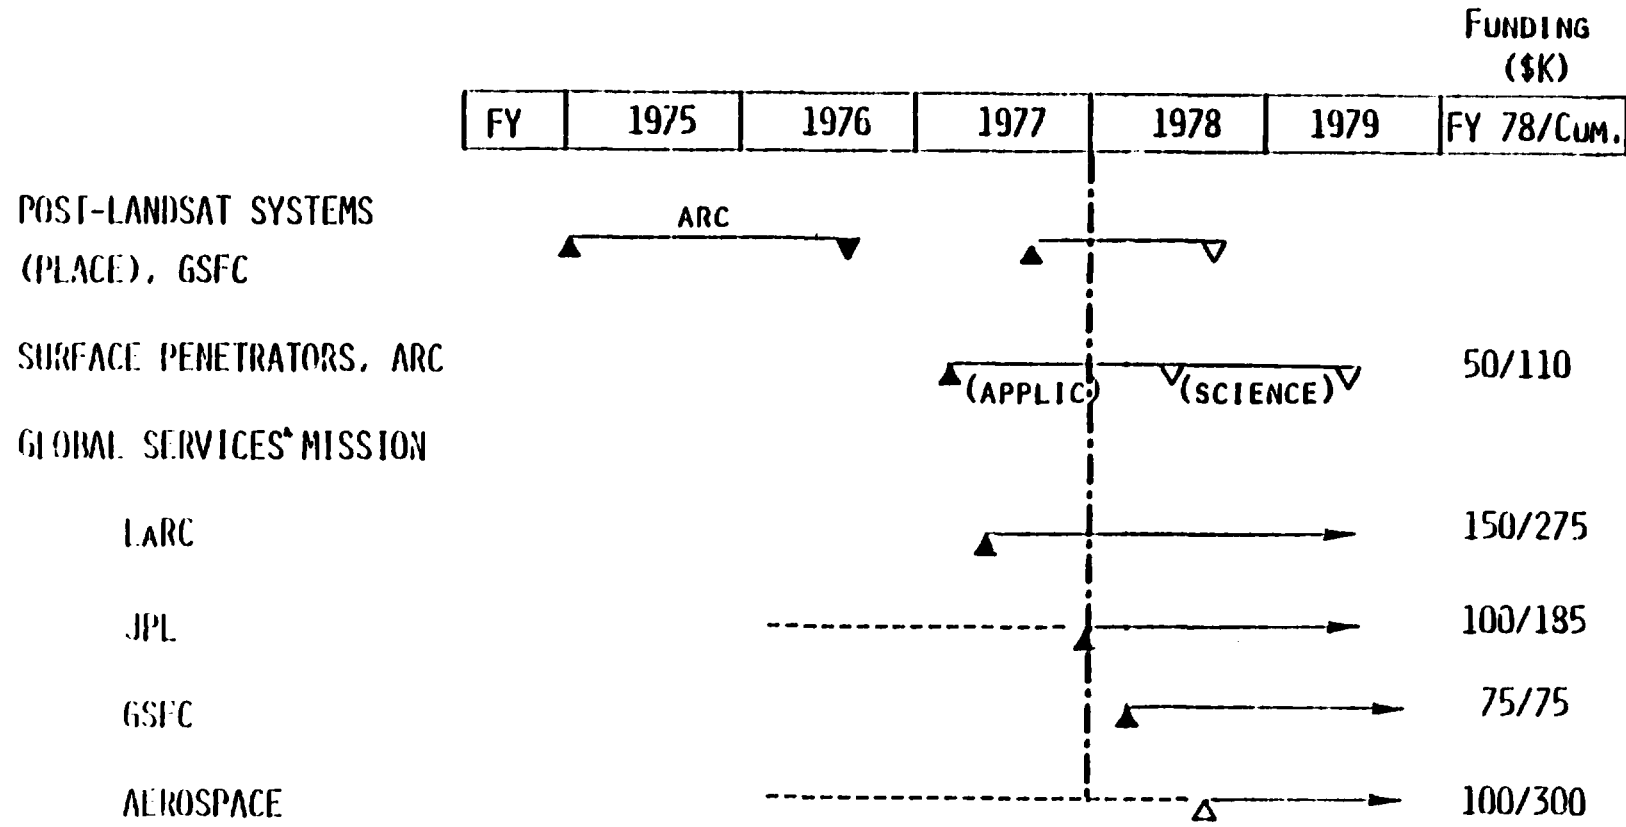 FUNDING
($K)
FY 1975 1976 1977 1978 1979 FY 78/CUM.
POST-LANDSAT SYSTEMS
ARC
(PLACE), GSFC
SURFACE PENETRATORS, ARC 50/110
(APPLIC) (SCIENCE)
GLOBAL SERVICES MISSION
LARC 150/275
JPL 100/185
GSFC 75/75
AEROSPACE 100/300